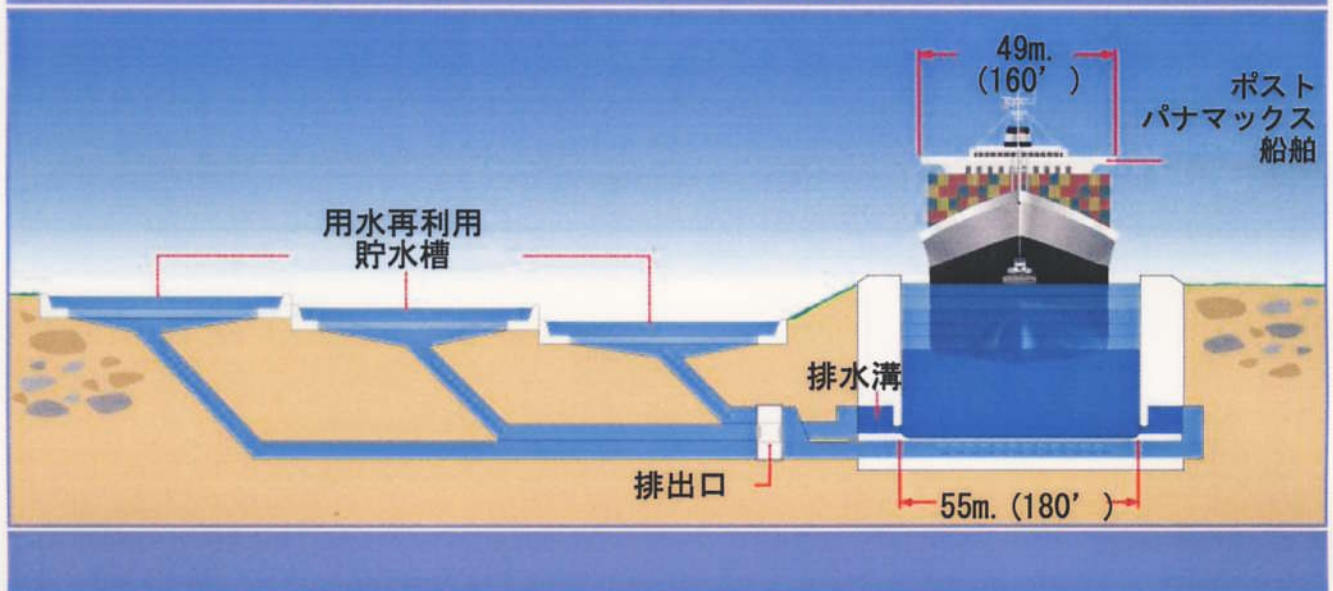 49m.
(160’ )
ポスト
パナマックス
船舶
用水再利用
貯水槽
排水溝
排出口
55m. (180’ )